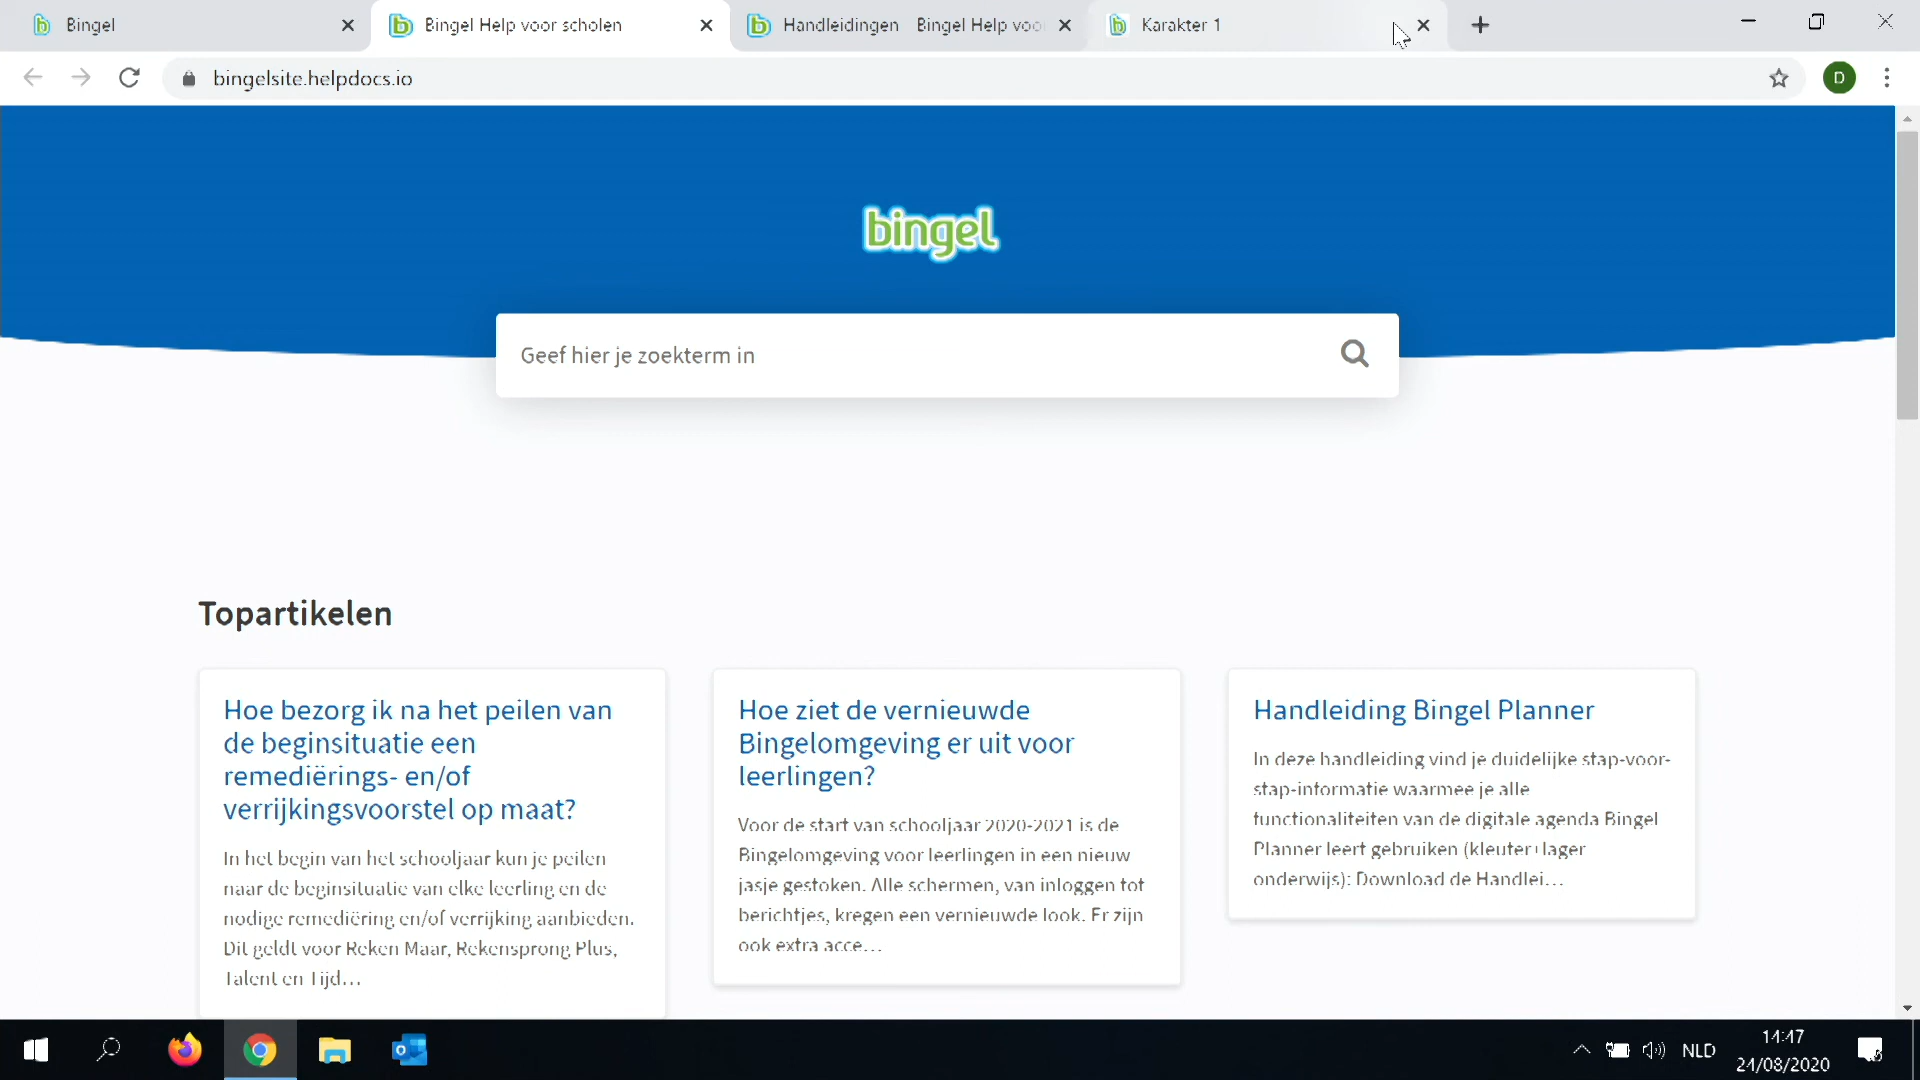 Bingel
Bingel Help voor scholen
Handleidingen Bingel Help voo
Karakter 1
bingelsite.helpdocs.io
D
bingel
Geef hier je zoekterm in
Topartikelen
Hoe bezorg ik na het peilen van
de beginsituatie een
remediërings- en/of
verrijkingsvoorstel op maat?
In het begin van het schooljaar kun je peilen
naar de beginsituatie van elke leerling en de
nodige remediëring en/of verrijking aanbieden.
Dit geldt voor Reken Maar, Rekensprong Plus,
Talent en Tijd...
Hoe ziet de vernieuwde
Bingelomgeving er uit voor
leerlingen?
Voor de start van schooljaar 2020-2021 is de
Bingelomgeving voor leerlingen in een nieuw
jasje gestoken. Alle schermen, van inloggen tot
berichtjes, kregen een vernieuwde look. Er zijn
ook extra acce...
Handleiding Bingel Planner
In deze handleiding vind je duidelijke stap-voor-
stap-informatie waarmee je alle
functionaliteiten van de digitale agenda Bingel
Planner leert gebruiken (kleuter+lager
onderwijs): Download de Handlei...
NLD
14:47
24/08/2020